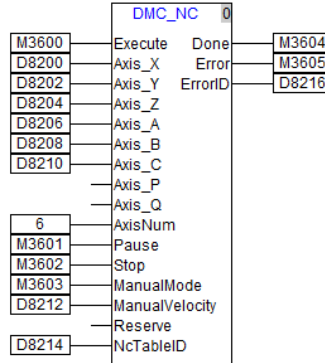 DMC_NC 0
M3600 Execute Done M3604
D8200 Axis_X Error M3605
D8202 Axis_Y ErrorID D8216
D8204 Axis_Z
D8206 Axis_A
D8208 Axis_B
D8210 Axis_C
Axis_P
Axis_Q
6 AxisNum
M3601 Pause
M3602 Stop
M3603 ManualMode
D8212 ManualVelocity
Reserve
D8214 NcTableID